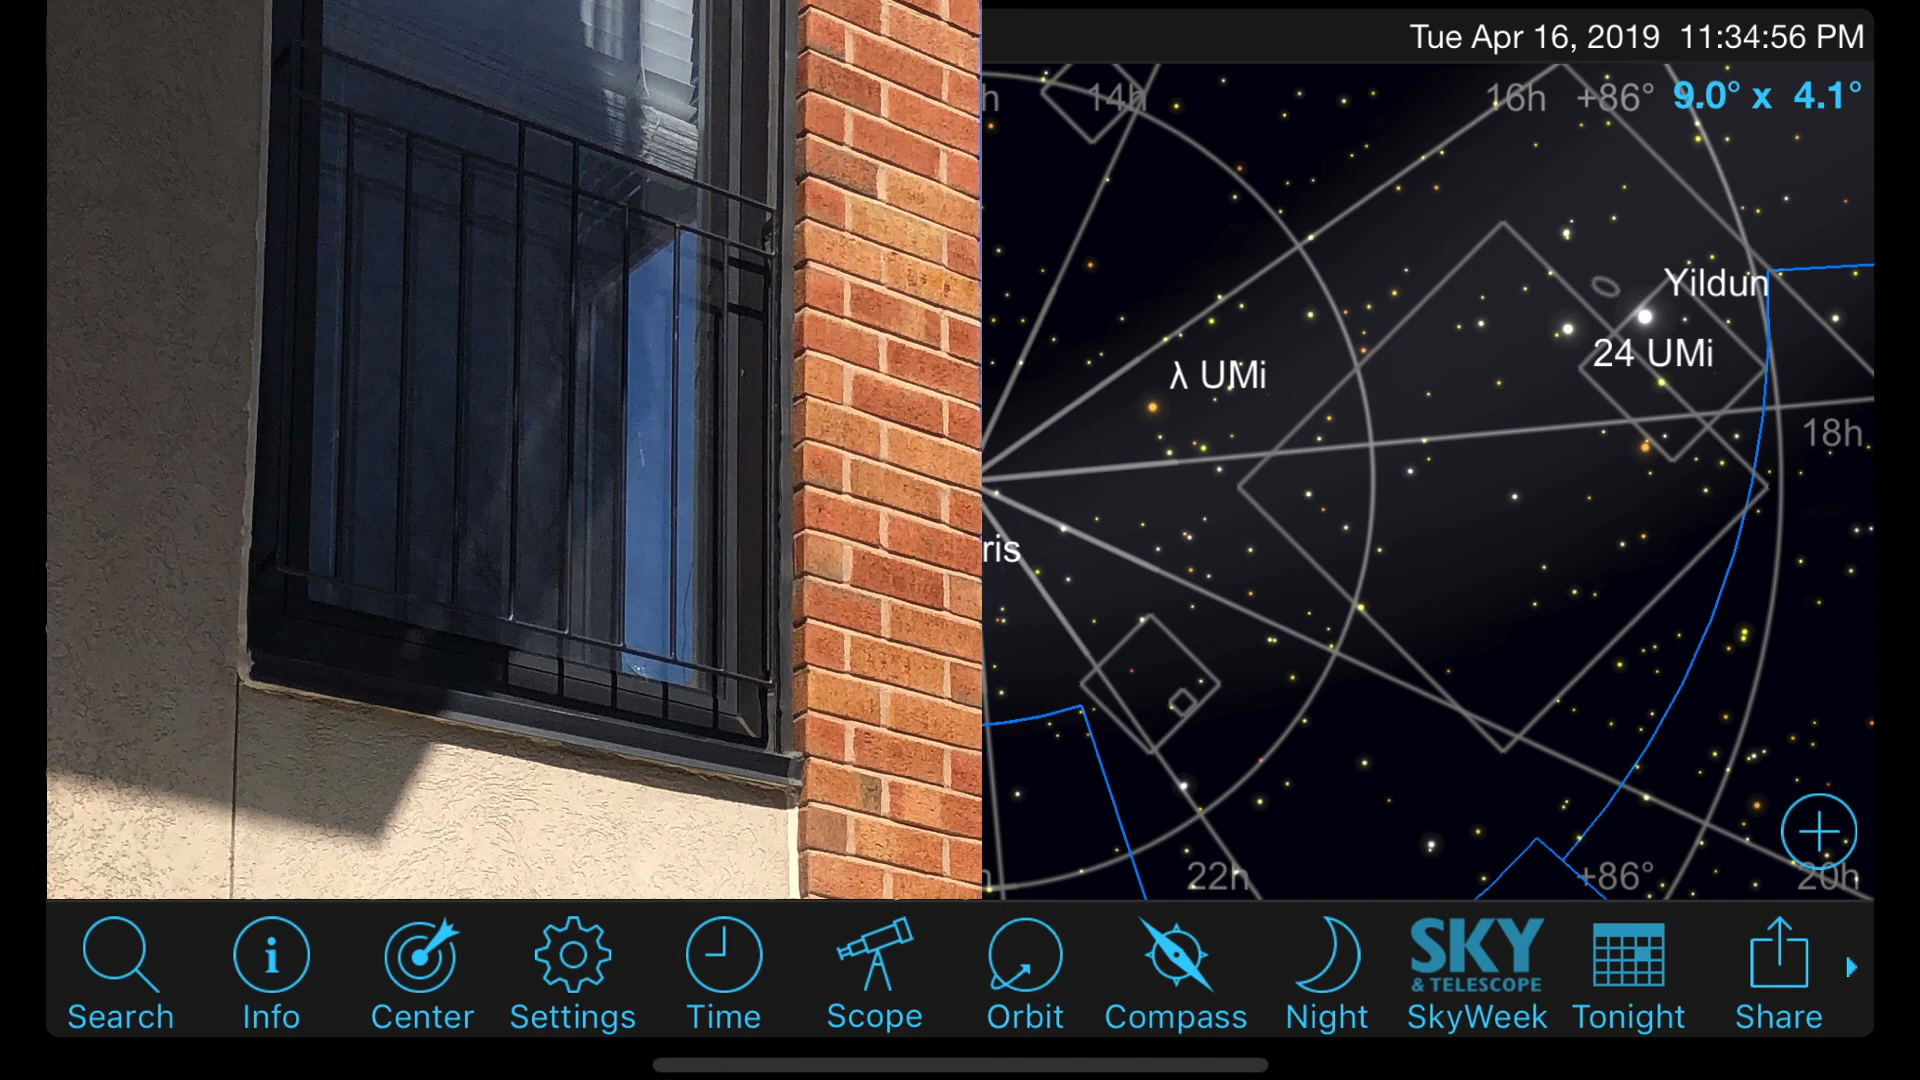 Tue Apr 16, 2019 11:34:56 PM
14h
16h +86° 9.0° x 4.1°
Yildun
24 UMi
λ UMi
18h
ris
22h
+86°
20h
Search
Info
Center
Settings
Time
Scope
Orbit
Compass
Night
SKY
& TELESCOPE
SkyWeek
Tonight
Share